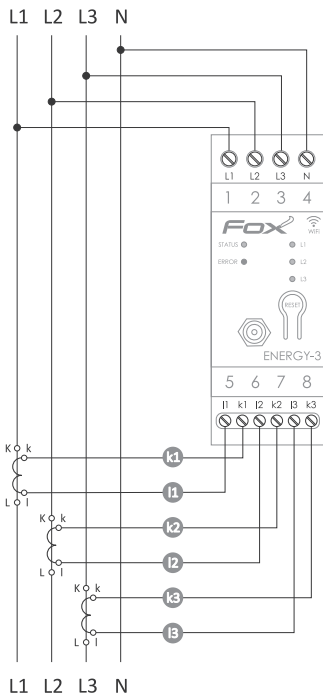 L1 L2 L3 N
L1 L2 L3 N
1 2 3 4
Fox
WiFi
STATUS L1
ERROR L2
L3
RESET
ENERGY-3
5 6 7 8
l1 k1 l2 k2 l3 k3
K k
k1
L l
l1
K k
k2
L l
l2
K k
k3
L l
l3
L1 L2 L3 N